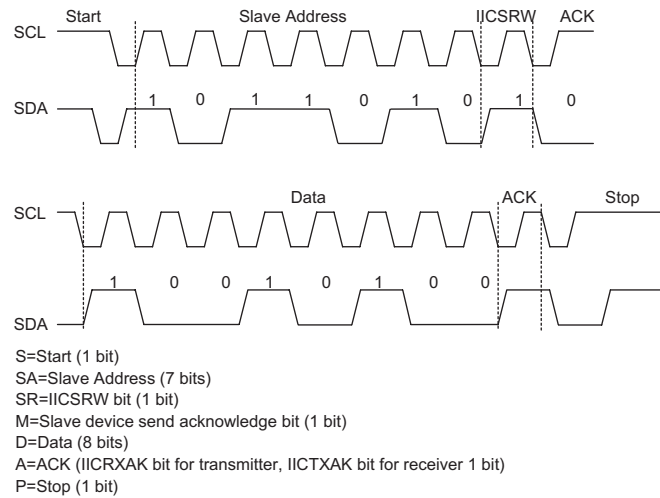 Start Slave Address IICSRW ACK
SCL
1 0 1 1 0 1 0 1 0
SDA
Data ACK Stop
SCL
1 0 0 1 0 1 0 0
SDA
S=Start (1 bit)
SA=Slave Address (7 bits)
SR=IICSRW bit (1 bit)
M=Slave device send acknowledge bit (1 bit)
D=Data (8 bits)
A=ACK (IICRXAK bit for transmitter, IICTXAK bit for receiver 1 bit)
P=Stop (1 bit)